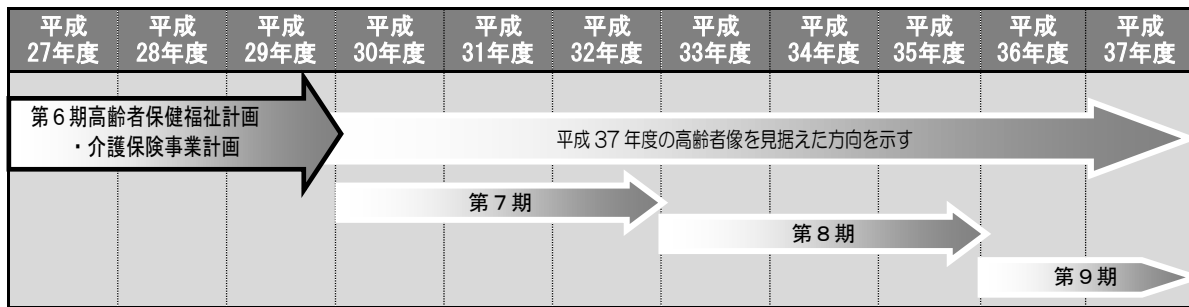 平成 平成 平成 平成 平成 平成 平成 平成 平成 平成 平成
27年度 28年度 29年度 30年度 31年度 32年度 33年度 34年度 35年度 36年度 37年度
第6期高齢者保健福祉計画
・介護保険事業計画
平成 37 年度の高齢者像を見据えた方向を示す
第7期
第8期
第9期